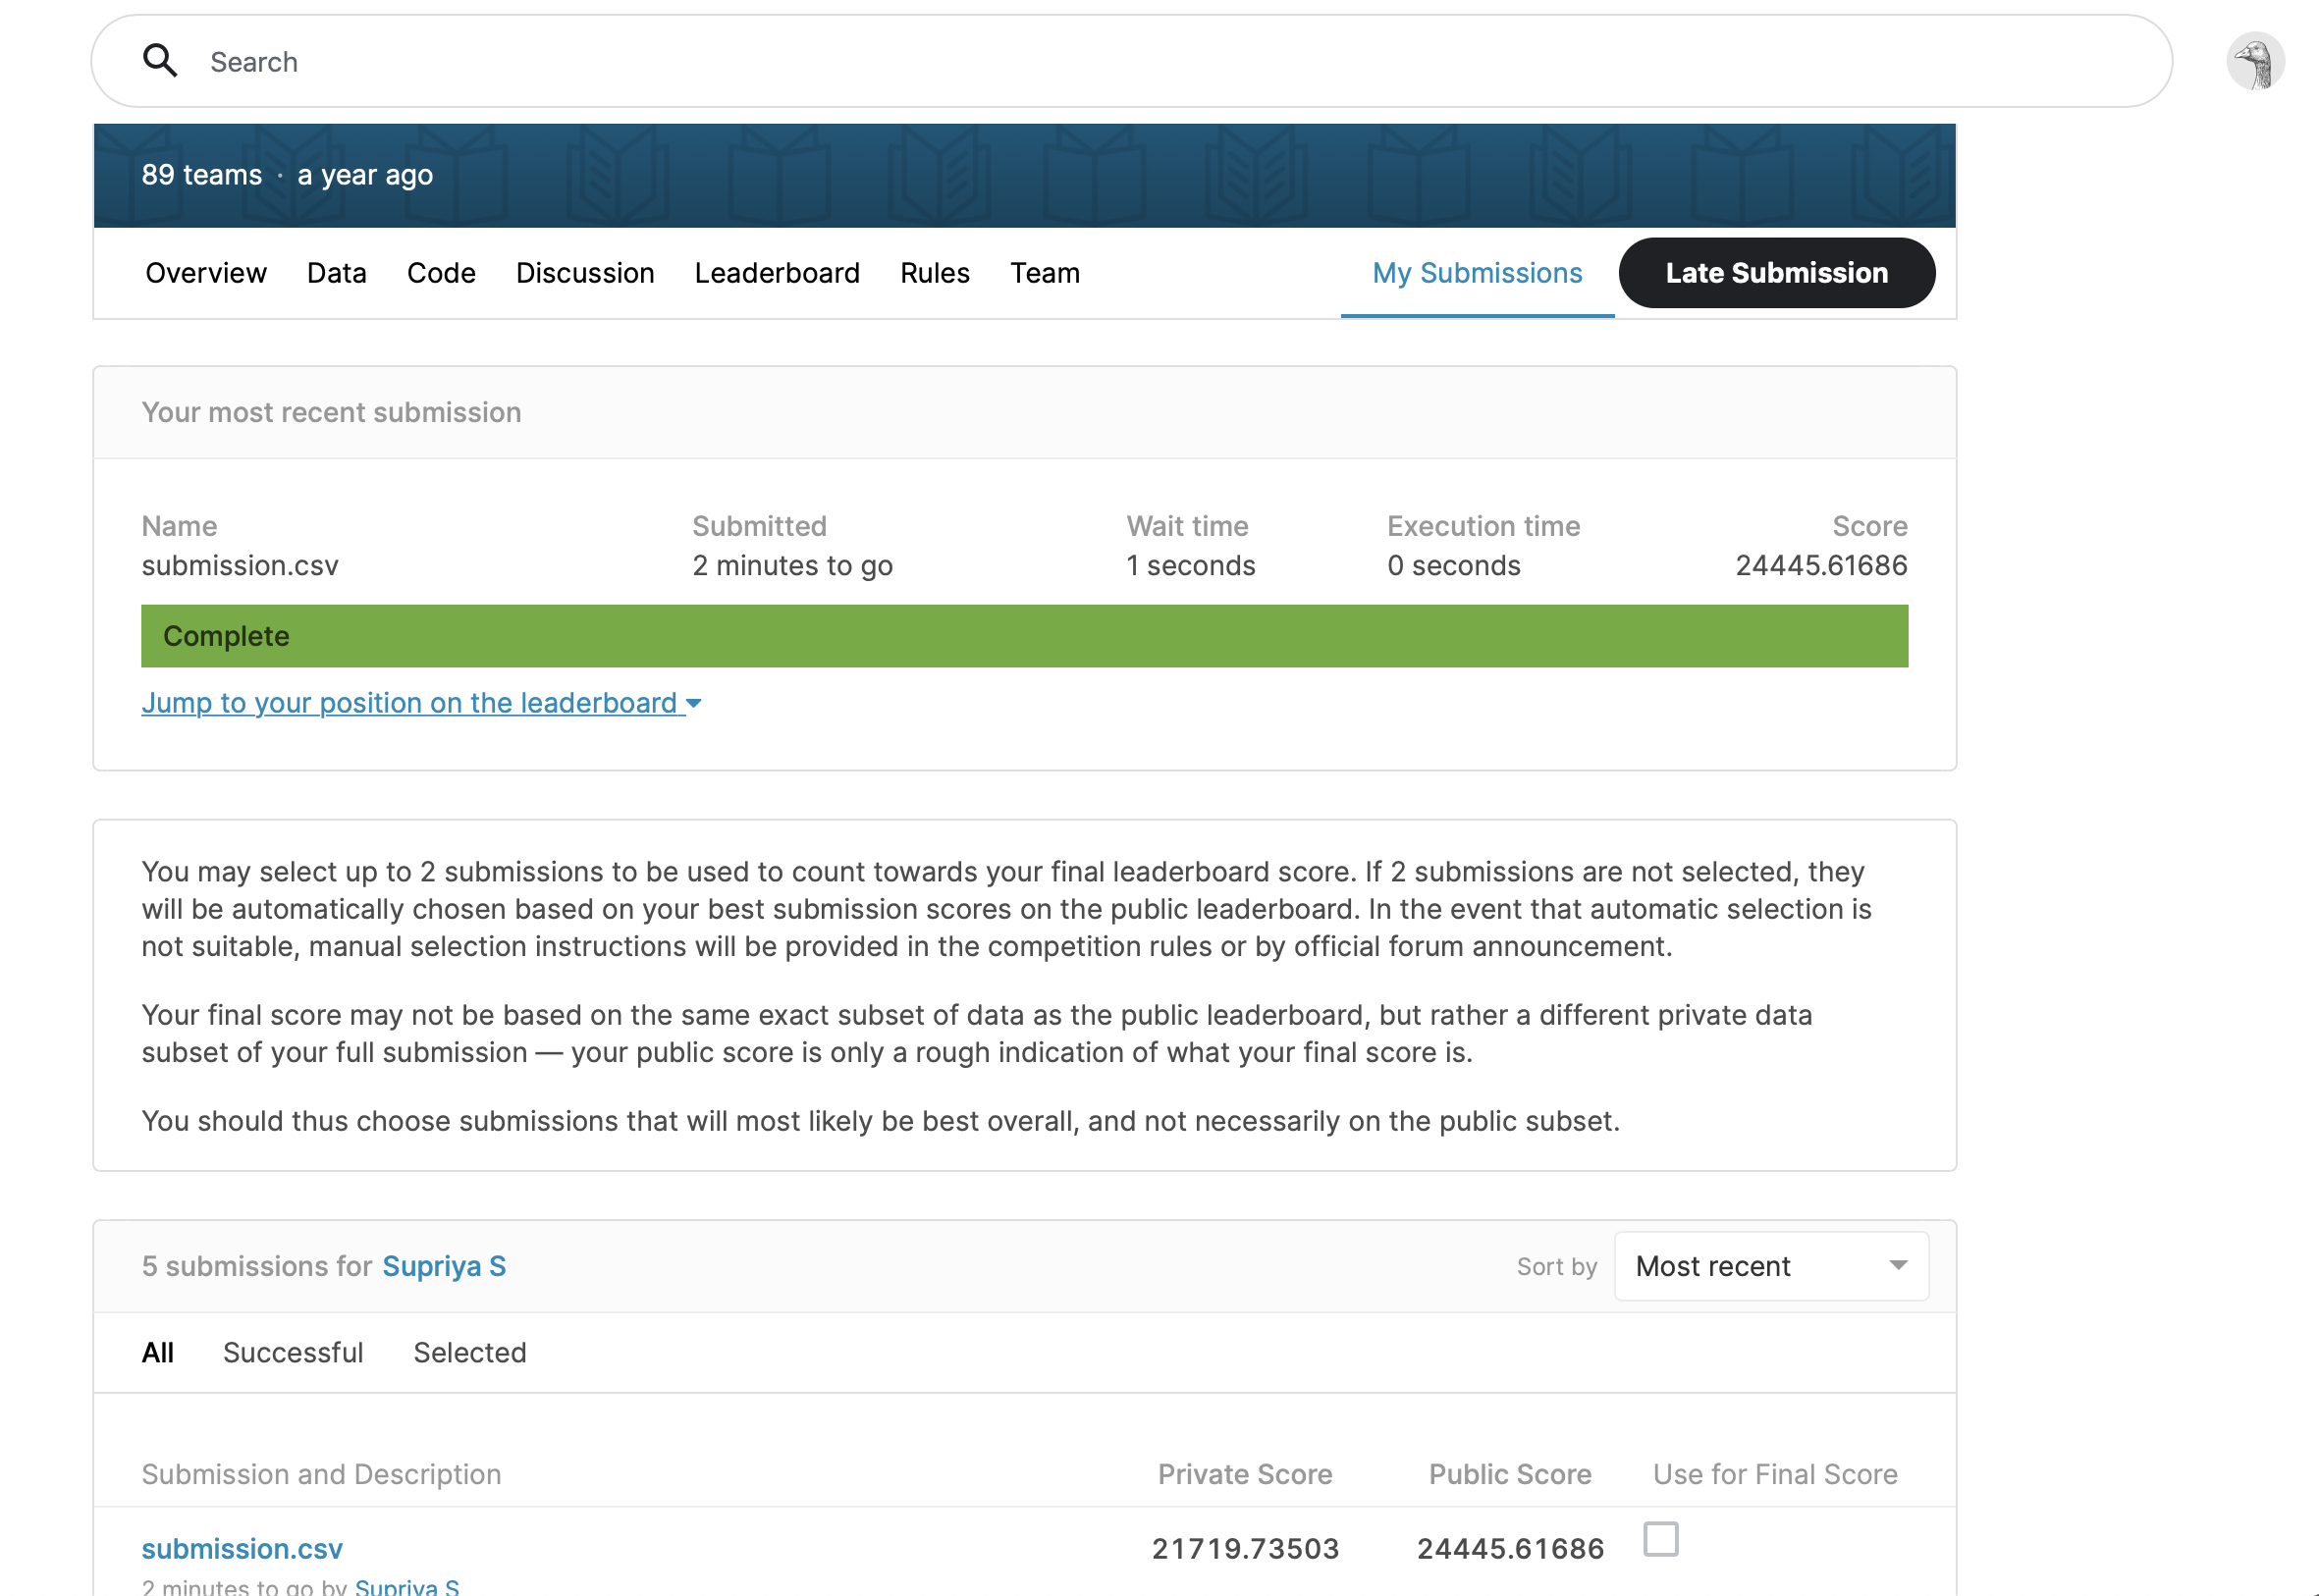 Search
89 teams · a year ago
Overview Data Code Discussion Leaderboard Rules Team My Submissions Late Submission
Your most recent submission
Name Submitted Wait time Execution time Score
submission.csv 2 minutes to go 1 seconds 0 seconds 24445.61686
Complete
Jump to your position on the leaderboard
You may select up to 2 submissions to be used to count towards your final leaderboard score. If 2 submissions are not selected, they
will be automatically chosen based on your best submission scores on the public leaderboard. In the event that automatic selection is
not suitable, manual selection instructions will be provided in the competition rules or by official forum announcement.
Your final score may not be based on the same exact subset of data as the public leaderboard, but rather a different private data
subset of your full submission — your public score is only a rough indication of what your final score is.
You should thus choose submissions that will most likely be best overall, and not necessarily on the public subset.
5 submissions for Supriya S Sort by Most recent
All Successful Selected
Submission and Description Private Score Public Score Use for Final Score
submission.csv 21719.73503 24445.61686
2 minutes to go by Supriya S